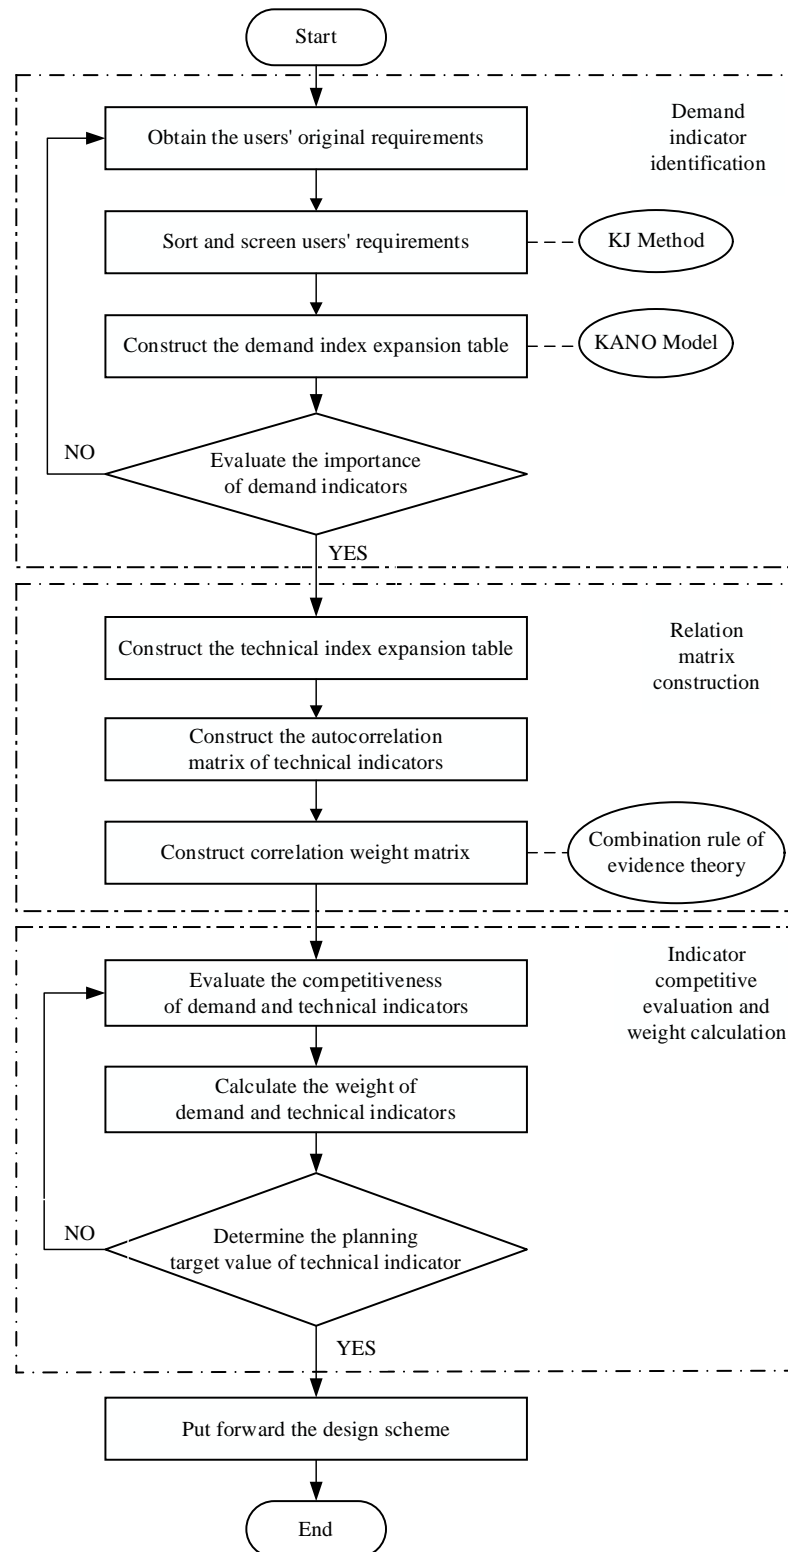 Start
Demand
indicator
identification
Obtain the users' original requirements
Sort and screen users' requirements
KJ Method
Construct the demand index expansion table
KANO Model
NO
Evaluate the importance
of demand indicators
YES
Relation
matrix
construction
Construct the technical index expansion table
Construct the autocorrelation
matrix of technical indicators
Construct correlation weight matrix
Combination rule of
evidence theory
Indicator
competitive
evaluation and
weight calculation
Evaluate the competitiveness
of demand and technical indicators
Calculate the weight of
demand and technical indicators
NO
Determine the planning
target value of technical indicator
YES
Put forward the design scheme
End